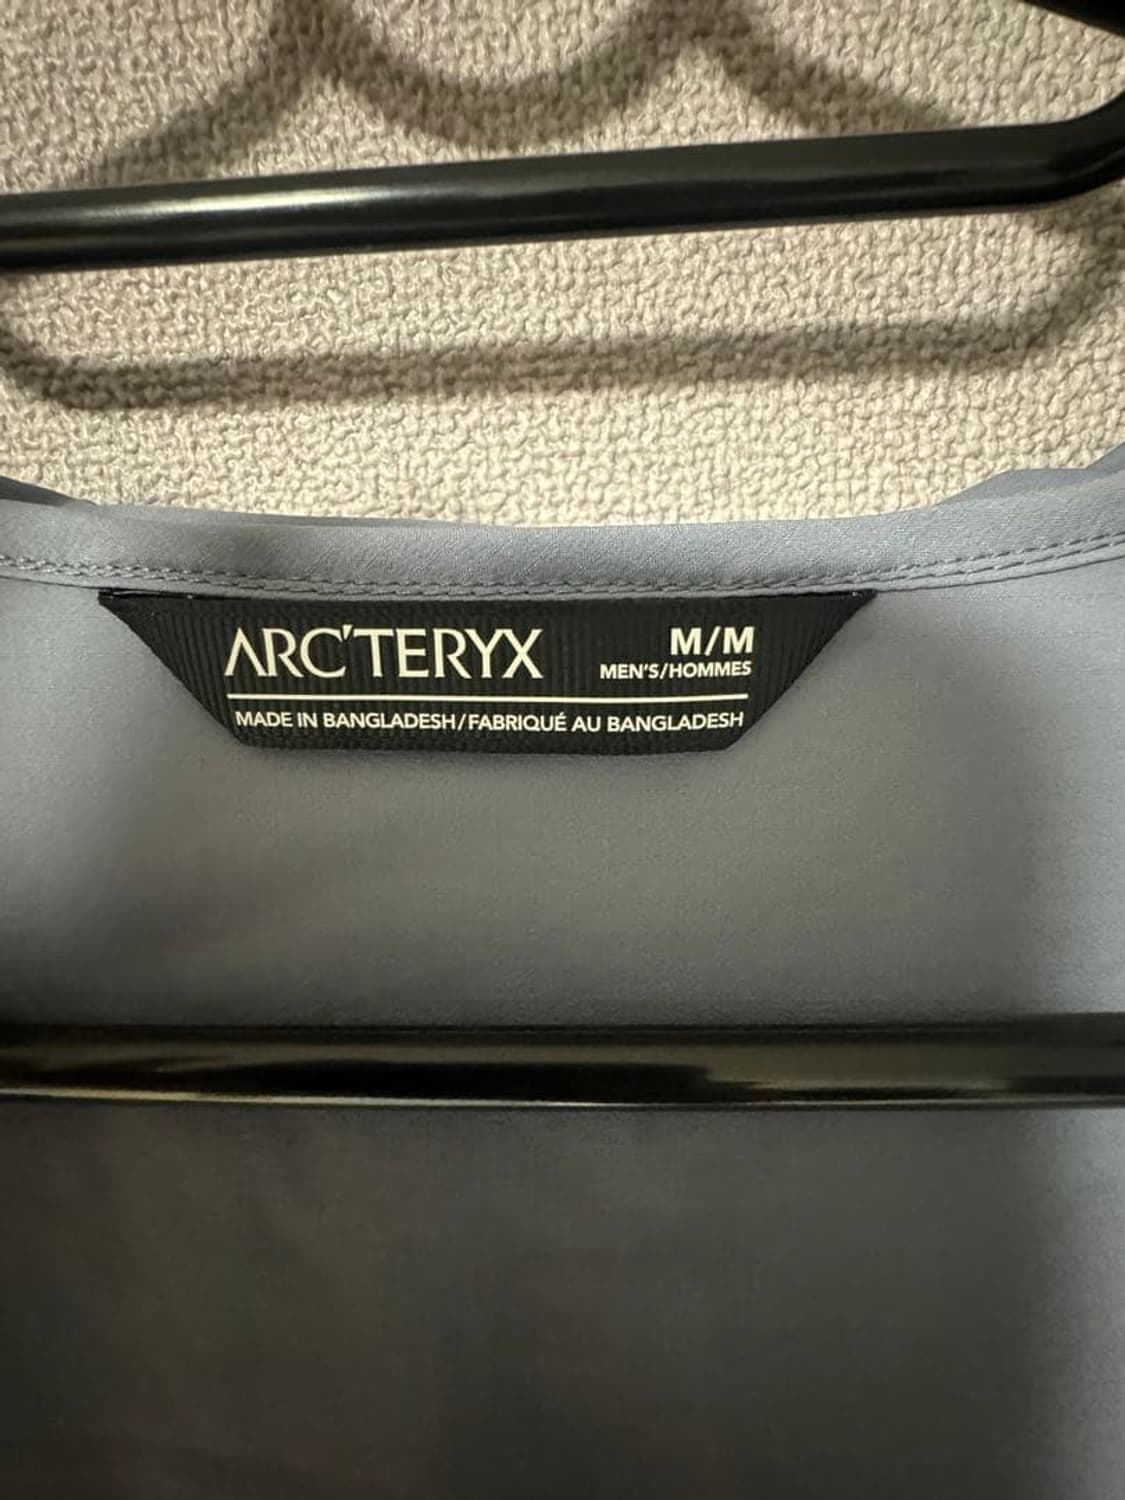 ARC'TERYX
M/M
MEN'S/HOMMES
MADE IN BANGLADESH/FABRIQUÉ AU BANGLADESH